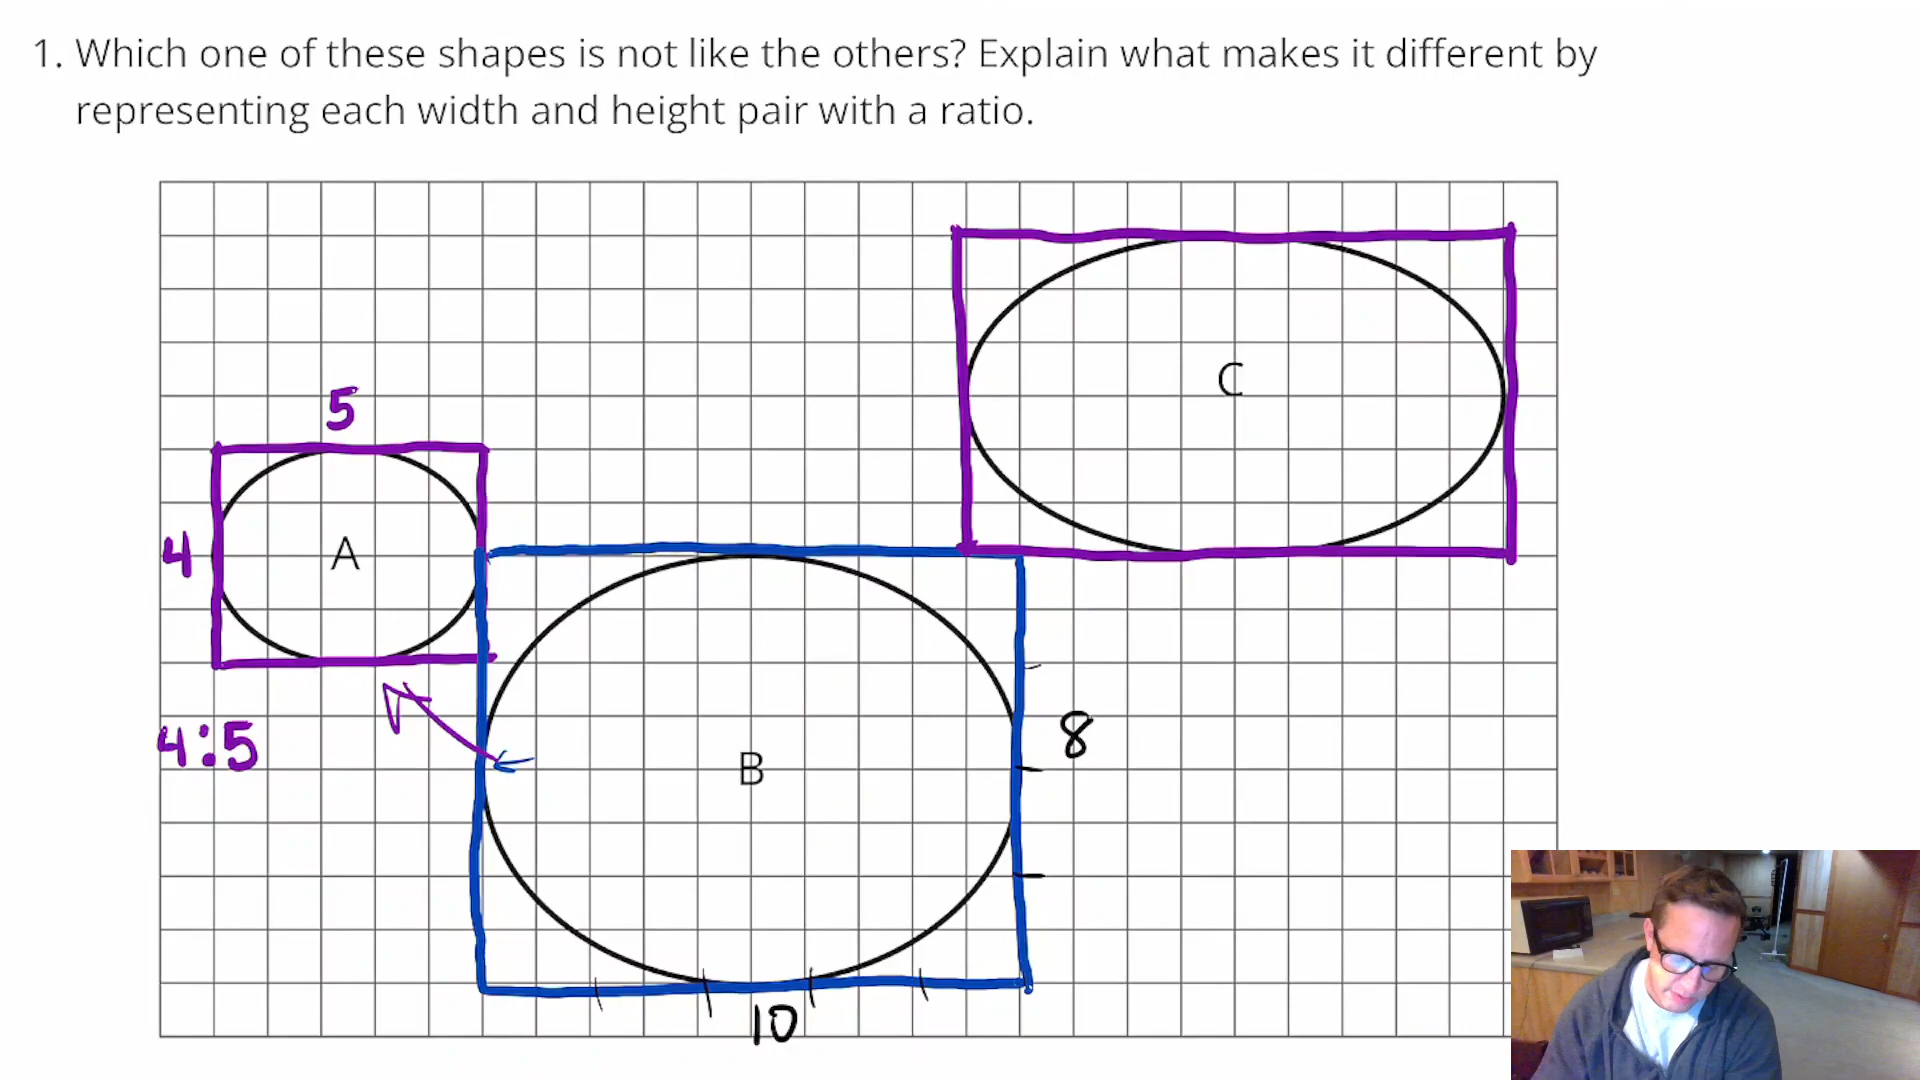 1. Which one of these shapes is not like the others? Explain what makes it different by
representing each width and height pair with a ratio.
C
5
4
A
4:5
8
B
10